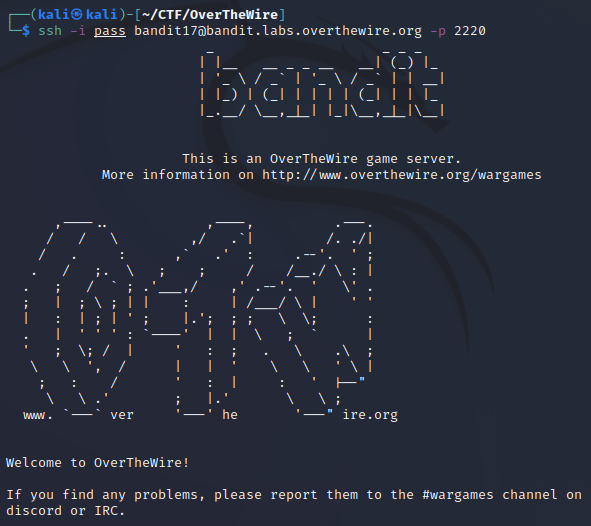 ┌──(kali㉿kali)-[~/CTF/OverTheWire]
└─$ ssh -i pass bandit17@bandit.labs.overthewire.org -p 2220
bandit
This is an OverTheWire game server.
More information on http://www.overthewire.org/wargames
www. ver he ire.org
Welcome to OverTheWire!
If you find any problems, please report them to the #wargames channel on
discord or IRC.